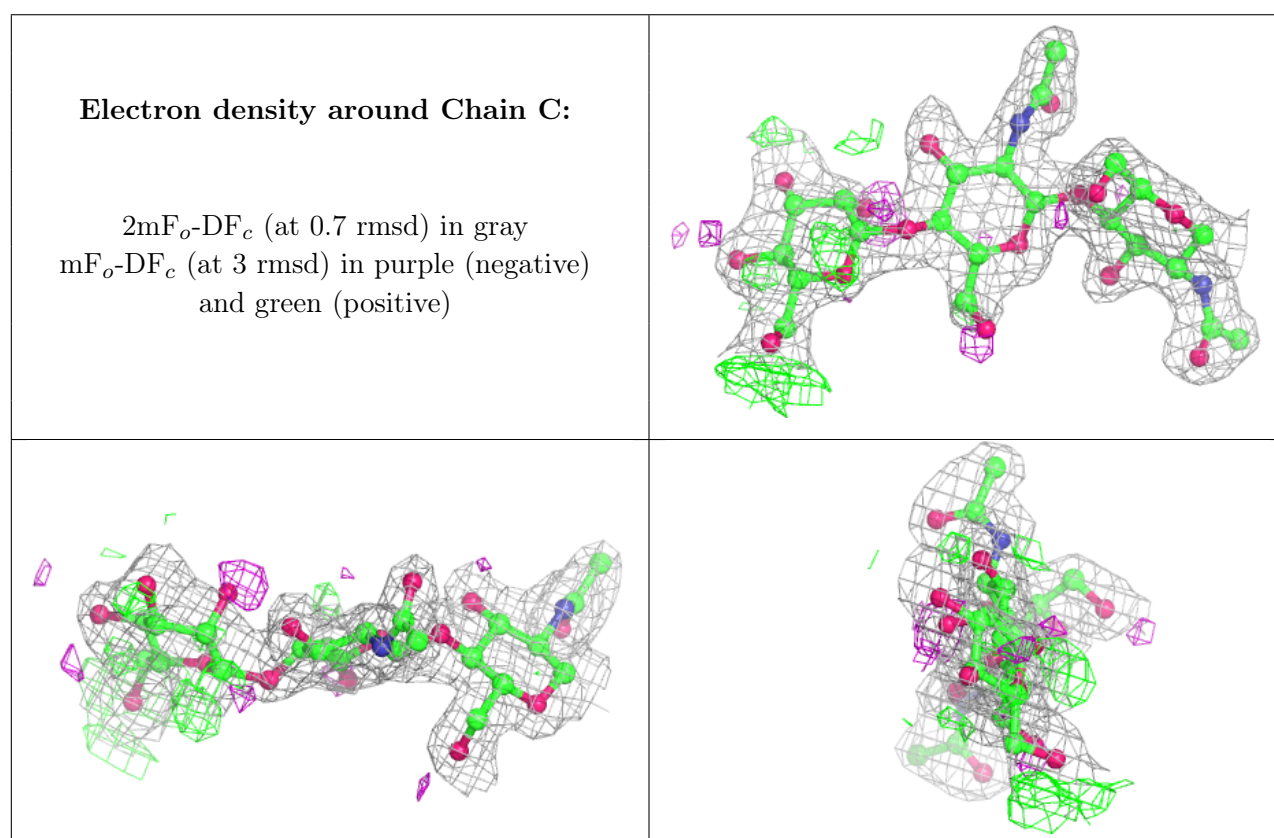 Electron density around Chain C:
2mFo-DFc (at 0.7 rmsd) in gray
mFo-DFc (at 3 rmsd) in purple (negative)
and green (positive)